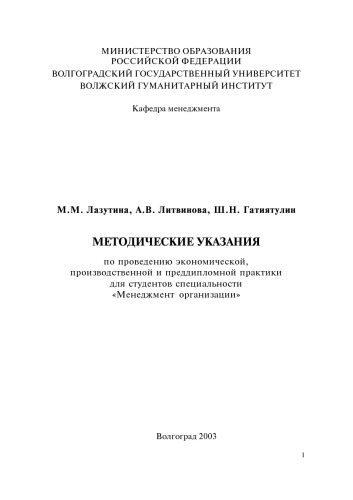 МИНИСТЕРСТВО ОБРАЗОВАНИЯ
РОССИЙСКОЙ ФЕДЕРАЦИИ
ВОЛГОГРАДСКИЙ ГОСУДАРСТВЕННЫЙ УНИВЕРСИТЕТ
ВОЛЖСКИЙ ГУМАНИТАРНЫЙ ИНСТИТУТ
Кафедра менеджмента
М.М. Лазутина, А.В. Литвинова, Ш.Н. Гатиятулин
МЕТОДИЧЕСКИЕ УКАЗАНИЯ
по проведению экономической,
производственной и преддипломной практики
для студентов специальности
«Менеджмент организации»
Волгоград 2003
1